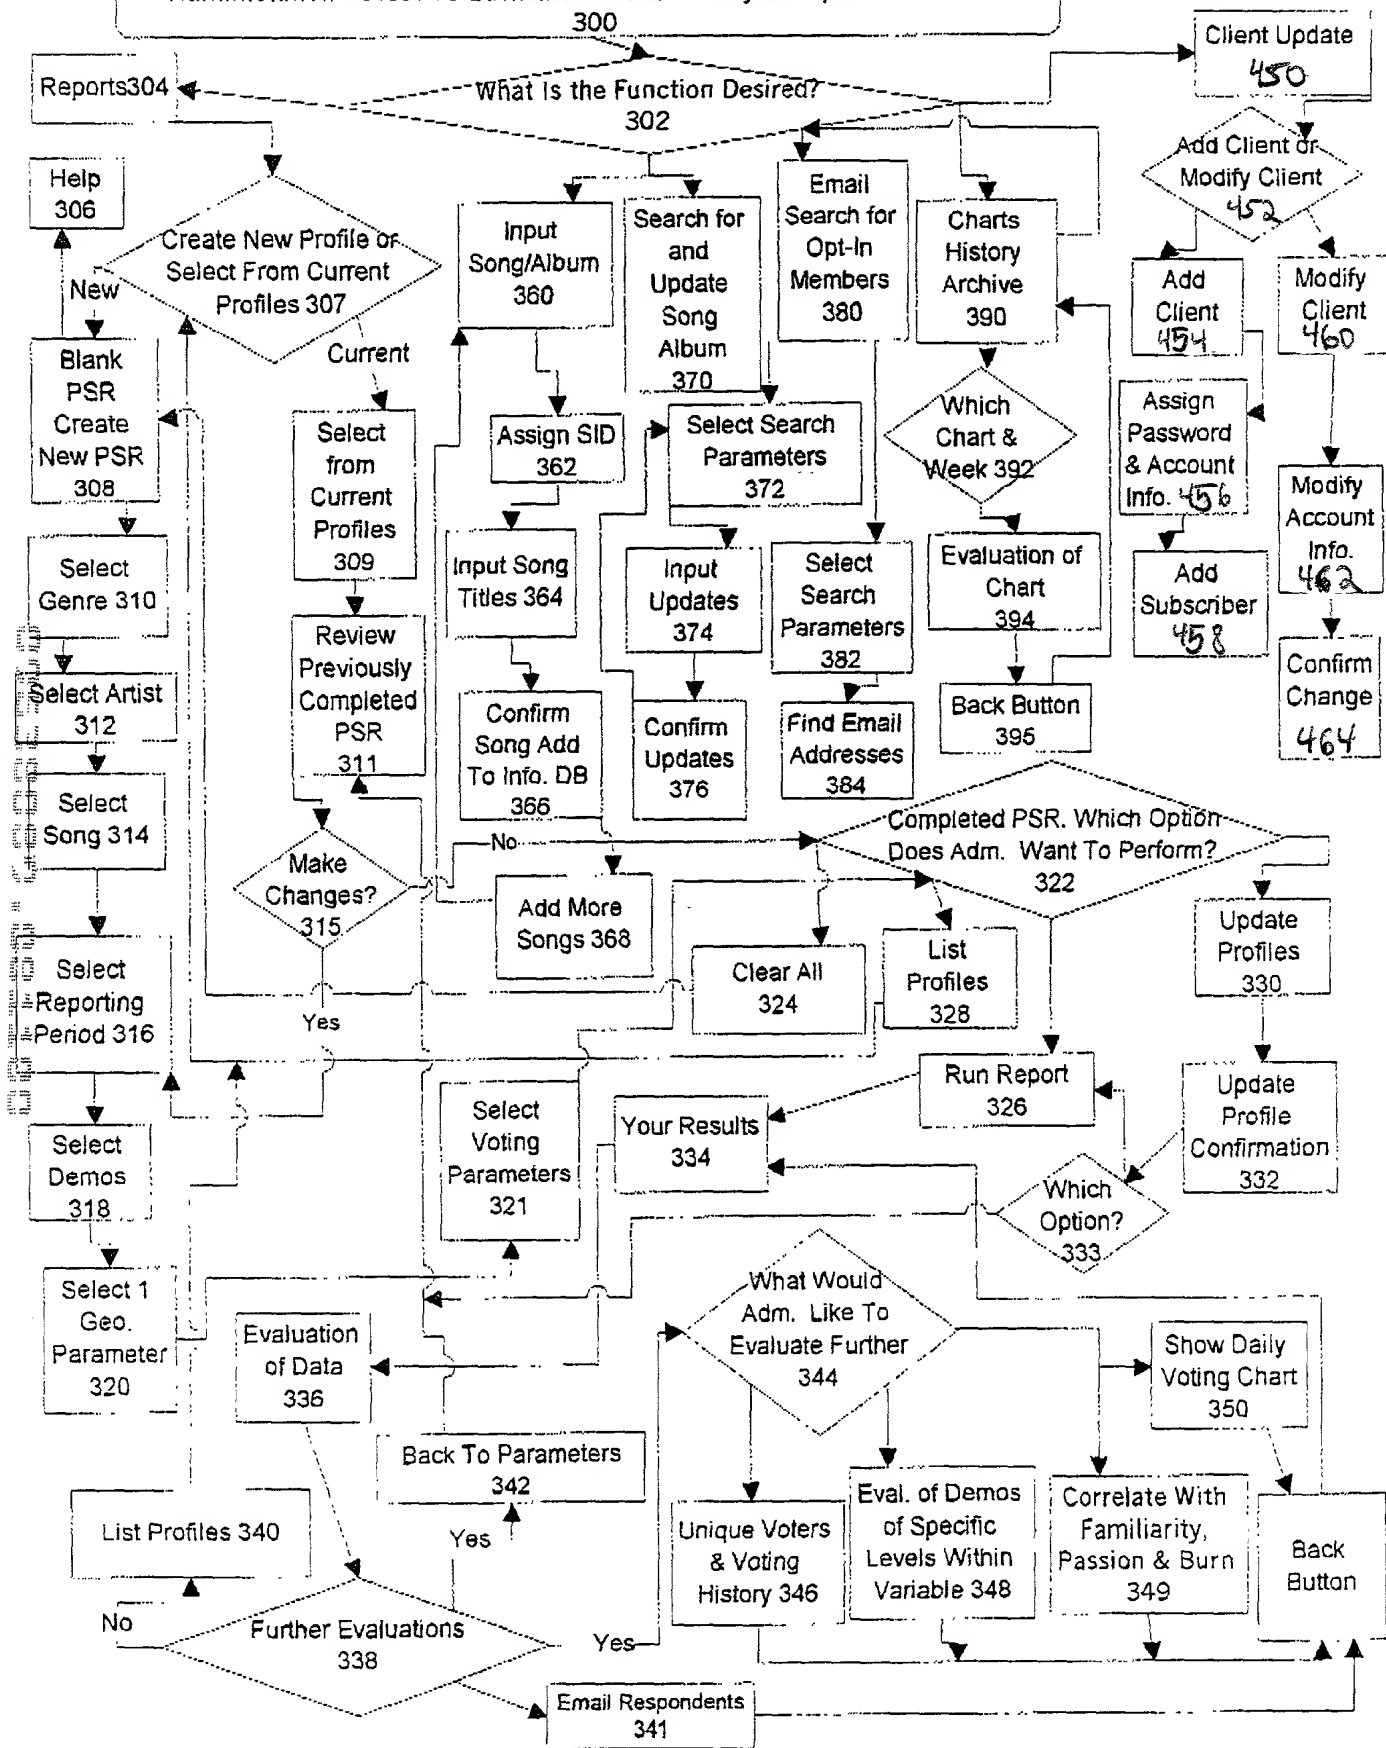 300
Client Update
450
Reports304
What Is the Function Desired?
302
Add Client or
Modify Client
452
Help
306
Create New Profile or
Select From Current
Profiles 307
New
Current
Input
Song/Album
360
Search for
and
Update
Song
Album
370
Email
Search for
Opt-In
Members
380
Charts
History
Archive
390
Add
Client
454
Modify
Client
460
Blank
PSR
Create
New PSR
308
Select
from
Current
Profiles
309
Assign SID
362
Select Search
Parameters
372
Which
Chart &
Week 392
Assign
Password
& Account
Info. 456
Modify
Account
Info.
462
Select
Genre 310
Input Song
Titles 364
Input
Updates
374
Select
Search
Parameters
382
Evaluation of
Chart
394
Add
Subscriber
458
Review
Previously
Completed
PSR
311
Select Artist
312
Confirm
Song Add
To Info. DB
366
Confirm
Updates
376
Find Email
Addresses
384
Back Button
395
Confirm
Change
464
Select
Song 314
Make
Changes?
315
No
Add More
Songs 368
Completed PSR. Which Option
Does Adm. Want To Perform?
322
Select
Reporting
Period 316
Yes
Clear All
324
List
Profiles
328
Update
Profiles
330
Select
Demos
318
Select
Voting
Parameters
321
Your Results
334
Run Report
326
Update
Profile
Confirmation
332
Which
Option?
333
Select 1
Geo.
Parameter
320
Evaluation
of Data
336
What Would
Adm. Like To
Evaluate Further
344
Show Daily
Voting Chart
350
Back To Parameters
342
List Profiles 340
Yes
Unique Voters
& Voting
History 346
Eval. of Demos
of Specific
Levels Within
Variable 348
Correlate With
Familiarity,
Passion & Burn
349
Back
Button
No
Further Evaluations
338
Yes
Email Respondents
341